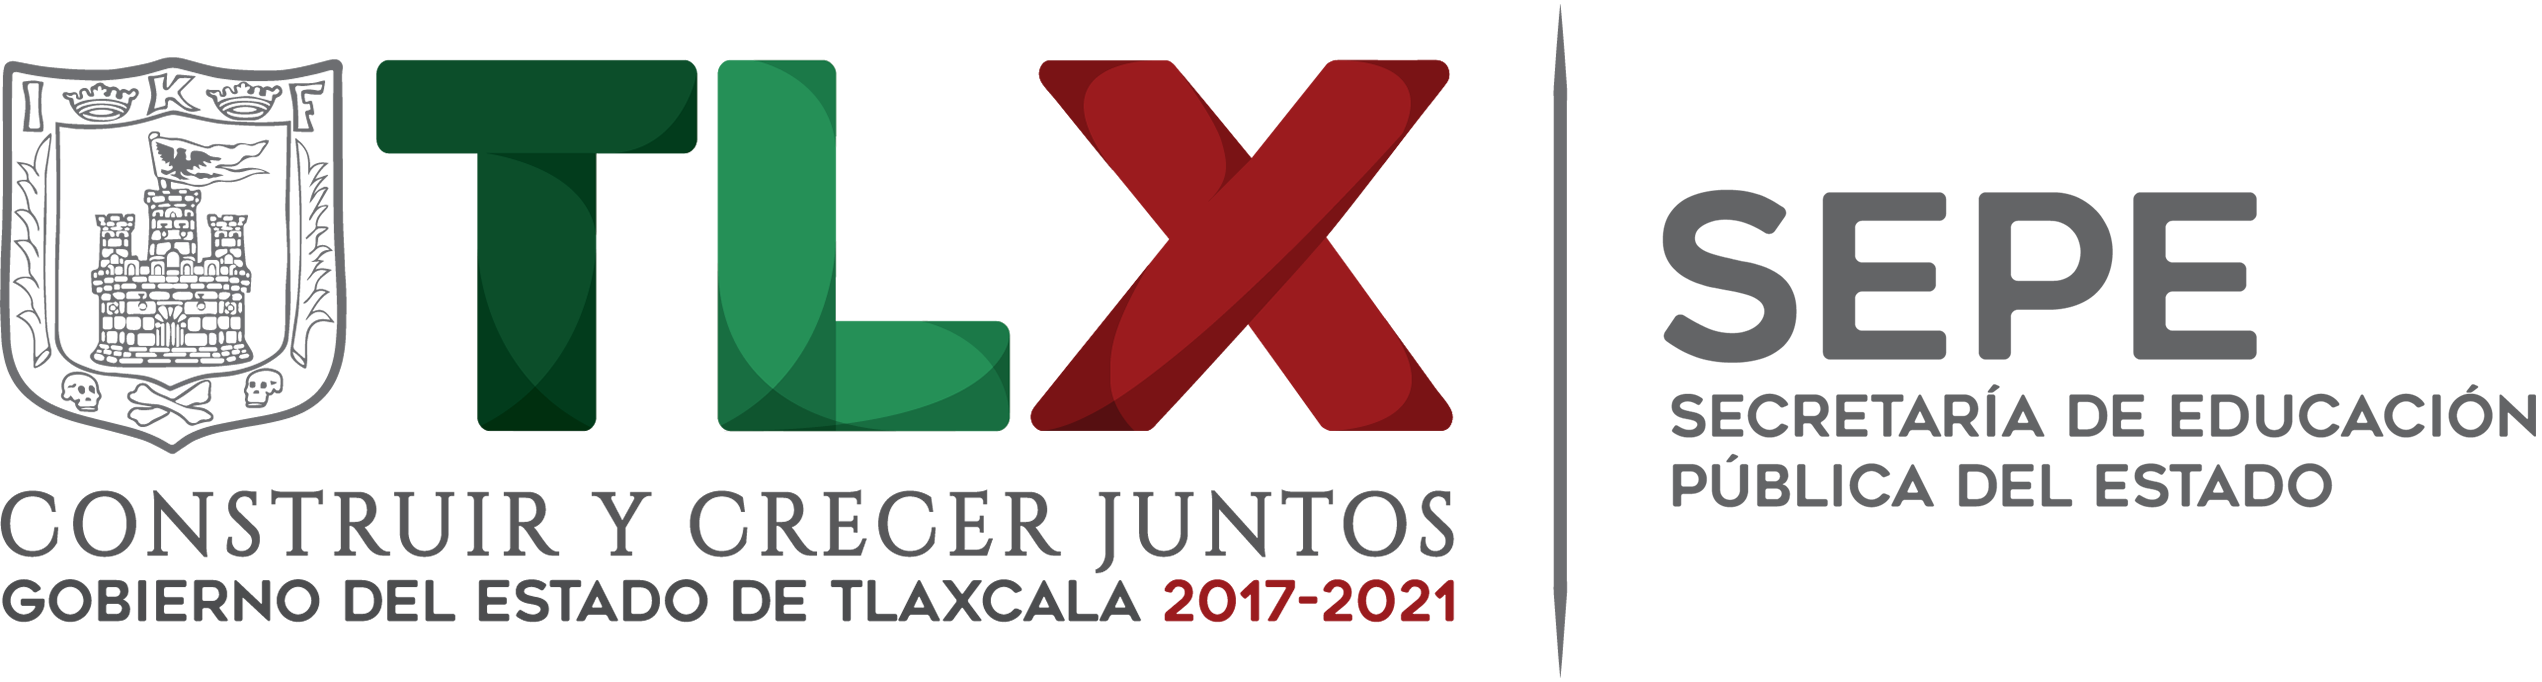 I K F
TLX
CONSTRUIR Y CRECER JUNTOS
GOBIERNO DEL ESTADO DE TLAXCALA 2017-2021
SEPE
SECRETARÍA DE EDUCACIÓN
PÚBLICA DEL ESTADO